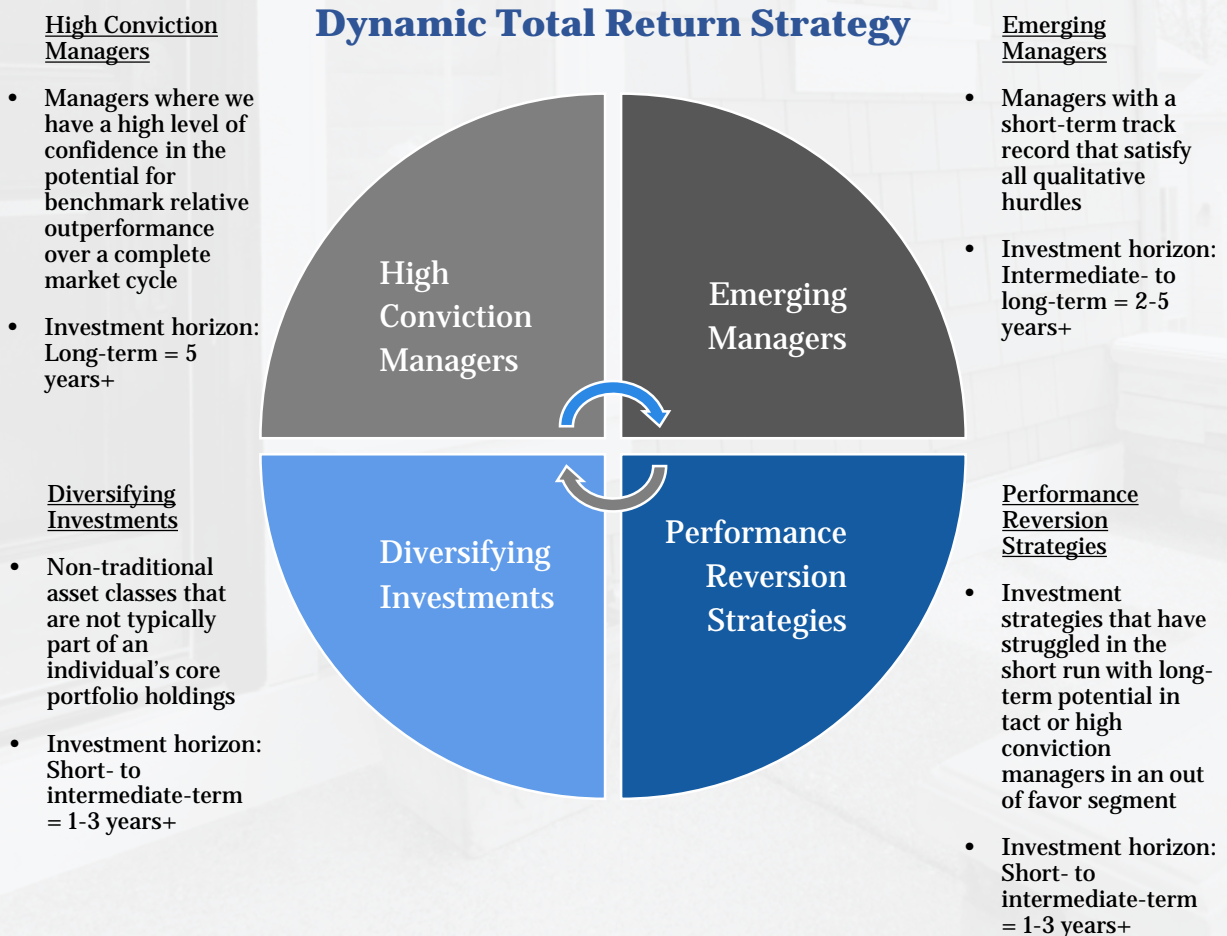 Dynamic Total Return Strategy
High Conviction
Managers
• Managers where we
have a high level of
confidence in the
potential for
benchmark relative
outperformance
over a complete
market cycle
• Investment horizon:
Long-term = 5
years+
Emerging
Managers
• Managers with a
short-term track
record that satisfy
all qualitative
hurdles
• Investment horizon:
Intermediate- to
long-term = 2-5
years+
High
Conviction
Managers
Emerging
Managers
Diversifying
Investments
Performance
Reversion
Strategies
Diversifying
Investments
• Non-traditional
asset classes that
are not typically
part of an
individual’s core
portfolio holdings
• Investment horizon:
Short- to
intermediate-term
= 1-3 years+
Performance
Reversion
Strategies
• Investment
strategies that have
struggled in the
short run with long-
term potential in
tact or high
conviction
managers in an out
of favor segment
• Investment horizon:
Short- to
intermediate-term
= 1-3 years+